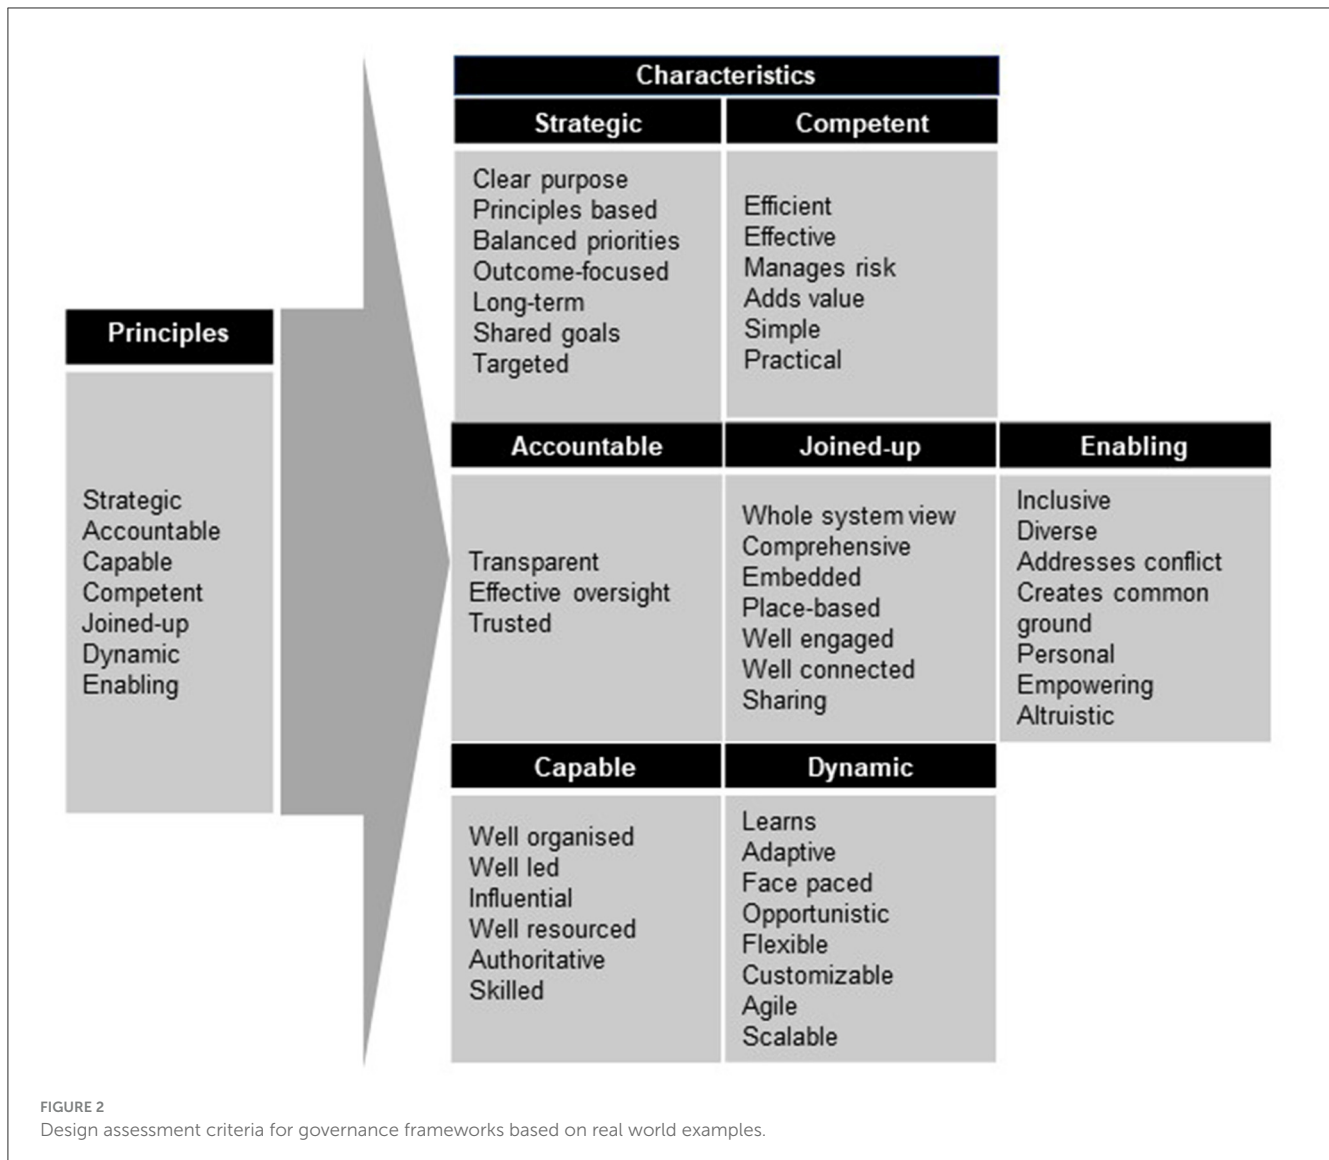 Principles
Strategic
Accountable
Capable
Competent
Joined-up
Dynamic
Enabling
Characteristics
Strategic
Clear purpose
Principles based
Balanced priorities
Outcome-focused
Long-term
Shared goals
Targeted
Competent
Efficient
Effective
Manages risk
Adds value
Simple
Practical
Accountable
Transparent
Effective oversight
Trusted
Joined-up
Whole system view
Comprehensive
Embedded
Place-based
Well engaged
Well connected
Sharing
Enabling
Inclusive
Diverse
Addresses conflict
Creates common
ground
Personal
Empowering
Altruistic
Capable
Well organised
Well led
Influential
Well resourced
Authoritative
Skilled
Dynamic
Learns
Adaptive
Face paced
Opportunistic
Flexible
Customizable
Agile
Scalable
FIGURE 2
Design assessment criteria for governance frameworks based on real world examples.